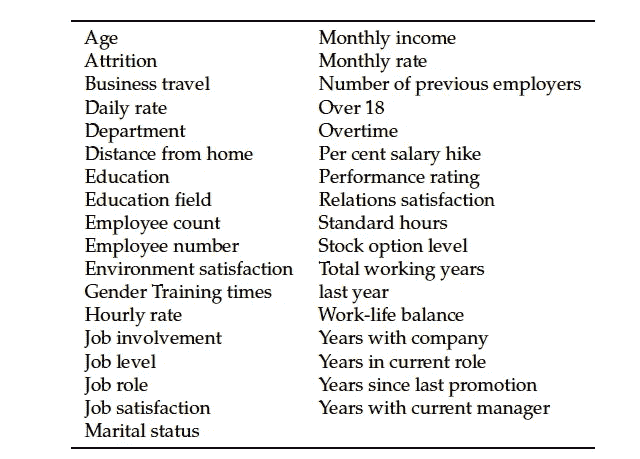 Age
Attrition
Business travel
Daily rate
Department
Distance from home
Education
Education field
Employee count
Employee number
Environment satisfaction
Gender Training times
Hourly rate
Job involvement
Job level
Job role
Job satisfaction
Marital status
Monthly income
Monthly rate
Number of previous employers
Over 18
Overtime
Per cent salary hike
Performance rating
Relations satisfaction
Standard hours
Stock option level
Total working years
last year
Work-life balance
Years with company
Years in current role
Years since last promotion
Years with current manager